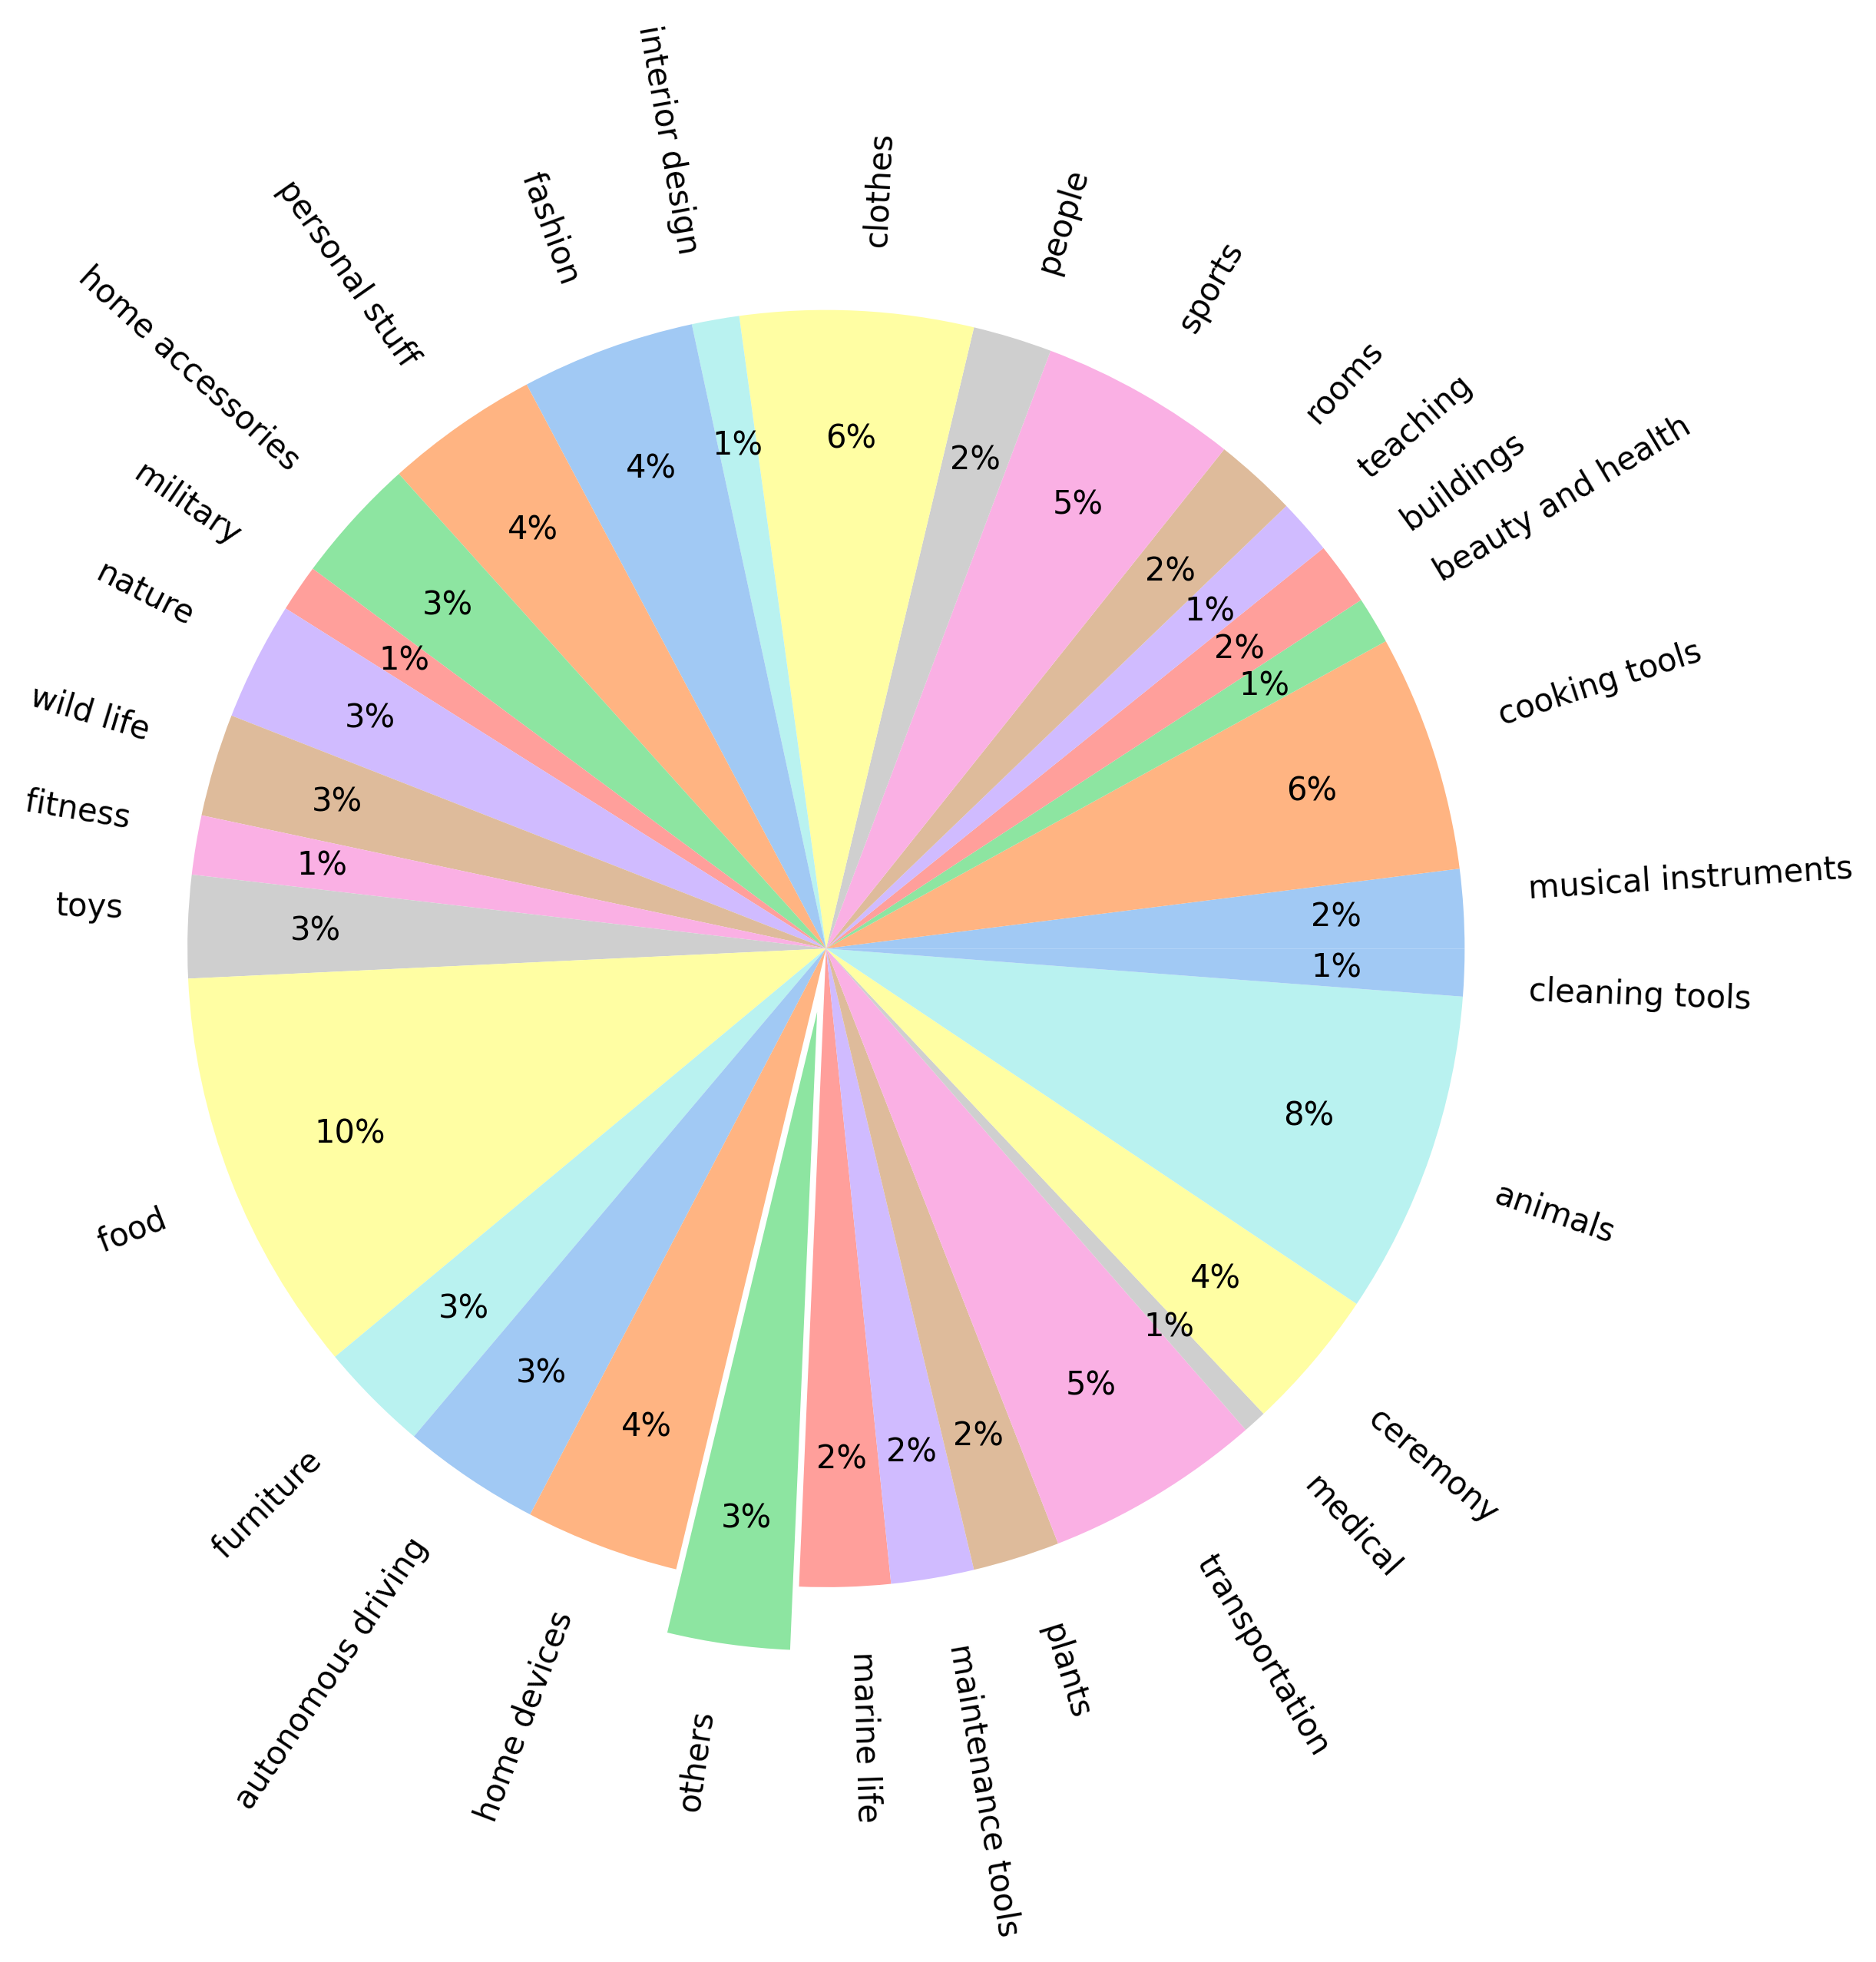 interior design
clothes
people
fashion
personal stuff
sports
home accessories
rooms
teaching
buildings
beauty and health
military
nature
cooking tools
wild life
fitness
toys
musical instruments
cleaning tools
animals
food
ceremony
medical
furniture
transportation
autonomous driving
home devices
plants
marine life
maintenance tools
others
6%
1%
2%
4%
5%
4%
2%
3%
1%
2%
1%
1%
3%
6%
3%
1%
2%
3%
1%
8%
10%
4%
3%
1%
3%
5%
4%
2%
2%
2%
3%